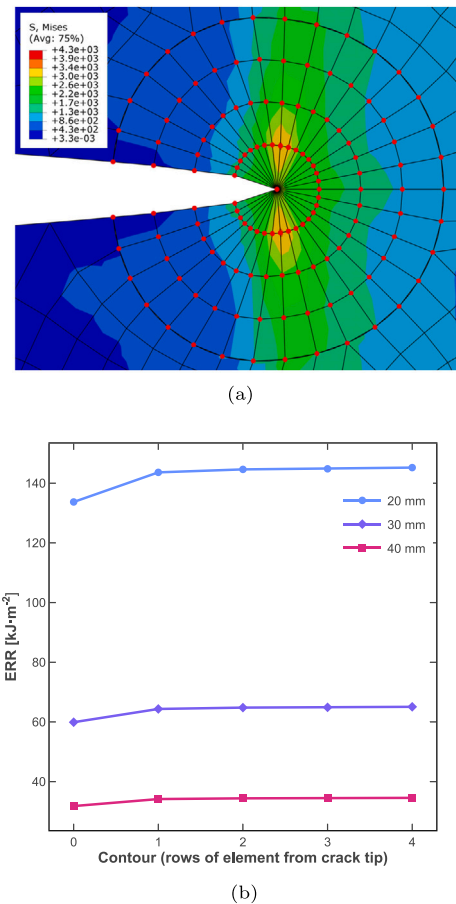 S, Mises
(Avg: 75%)
+4.3e+03
+3.9e+03
+3.4e+03
+3.0e+03
+2.6e+03
+2.2e+03
+1.7e+03
+1.3e+03
+8.6e+02
+4.3e+02
+3.3e-03
(a)
140
120
100
80
60
40
ERR [kJ·m⁻²]
20 mm
30 mm
40 mm
0 1 2 3 4
Contour (rows of element from crack tip)
(b)